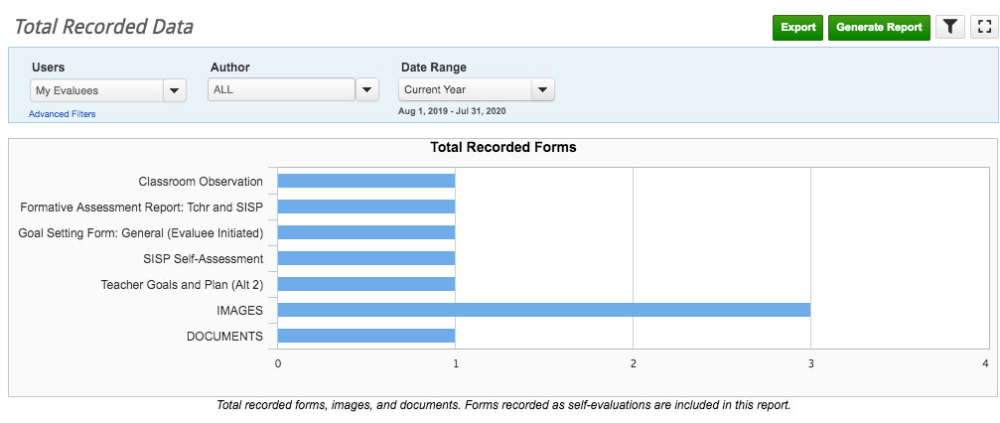 Total Recorded Data
Export
Generate Report
Users
Author
Date Range
My Evaluees
ALL
Current Year
Advanced Filters
Aug 1, 2019 - Jul 31, 2020
Total Recorded Forms
Classroom Observation
Formative Assessment Report: Tchr and SISP
Goal Setting Form: General (Evaluee Initiated)
SISP Self-Assessment
Teacher Goals and Plan (Alt 2)
IMAGES
DOCUMENTS
0 1 2 3 4
Total recorded forms, images, and documents. Forms recorded as self-evaluations are included in this report.